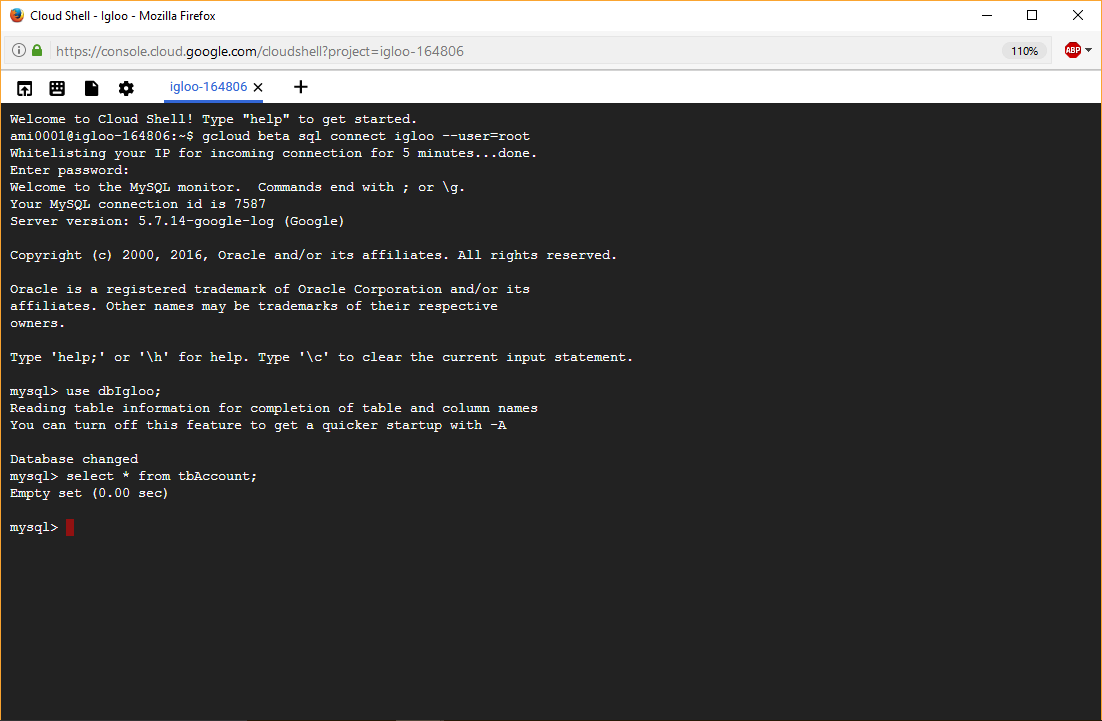 Cloud Shell - Igloo - Mozilla Firefox
https://console.cloud.google.com/cloudshell?project=igloo-164806
110%
ABP
igloo-164806
Welcome to Cloud Shell! Type "help" to get started.
ami0001@igloo-164806:~$ gcloud beta sql connect igloo --user=root
Whitelisting your IP for incoming connection for 5 minutes...done.
Enter password:
Welcome to the MySQL monitor.  Commands end with ; or \g.
Your MySQL connection id is 7587
Server version: 5.7.14-google-log (Google)
Copyright (c) 2000, 2016, Oracle and/or its affiliates. All rights reserved.
Oracle is a registered trademark of Oracle Corporation and/or its
affiliates. Other names may be trademarks of their respective
owners.
Type 'help;' or '\h' for help. Type '\c' to clear the current input statement.
mysql> use dbIgloo;
Reading table information for completion of table and column names
You can turn off this feature to get a quicker startup with -A
Database changed
mysql> select * from tbAccount;
Empty set (0.00 sec)
mysql>